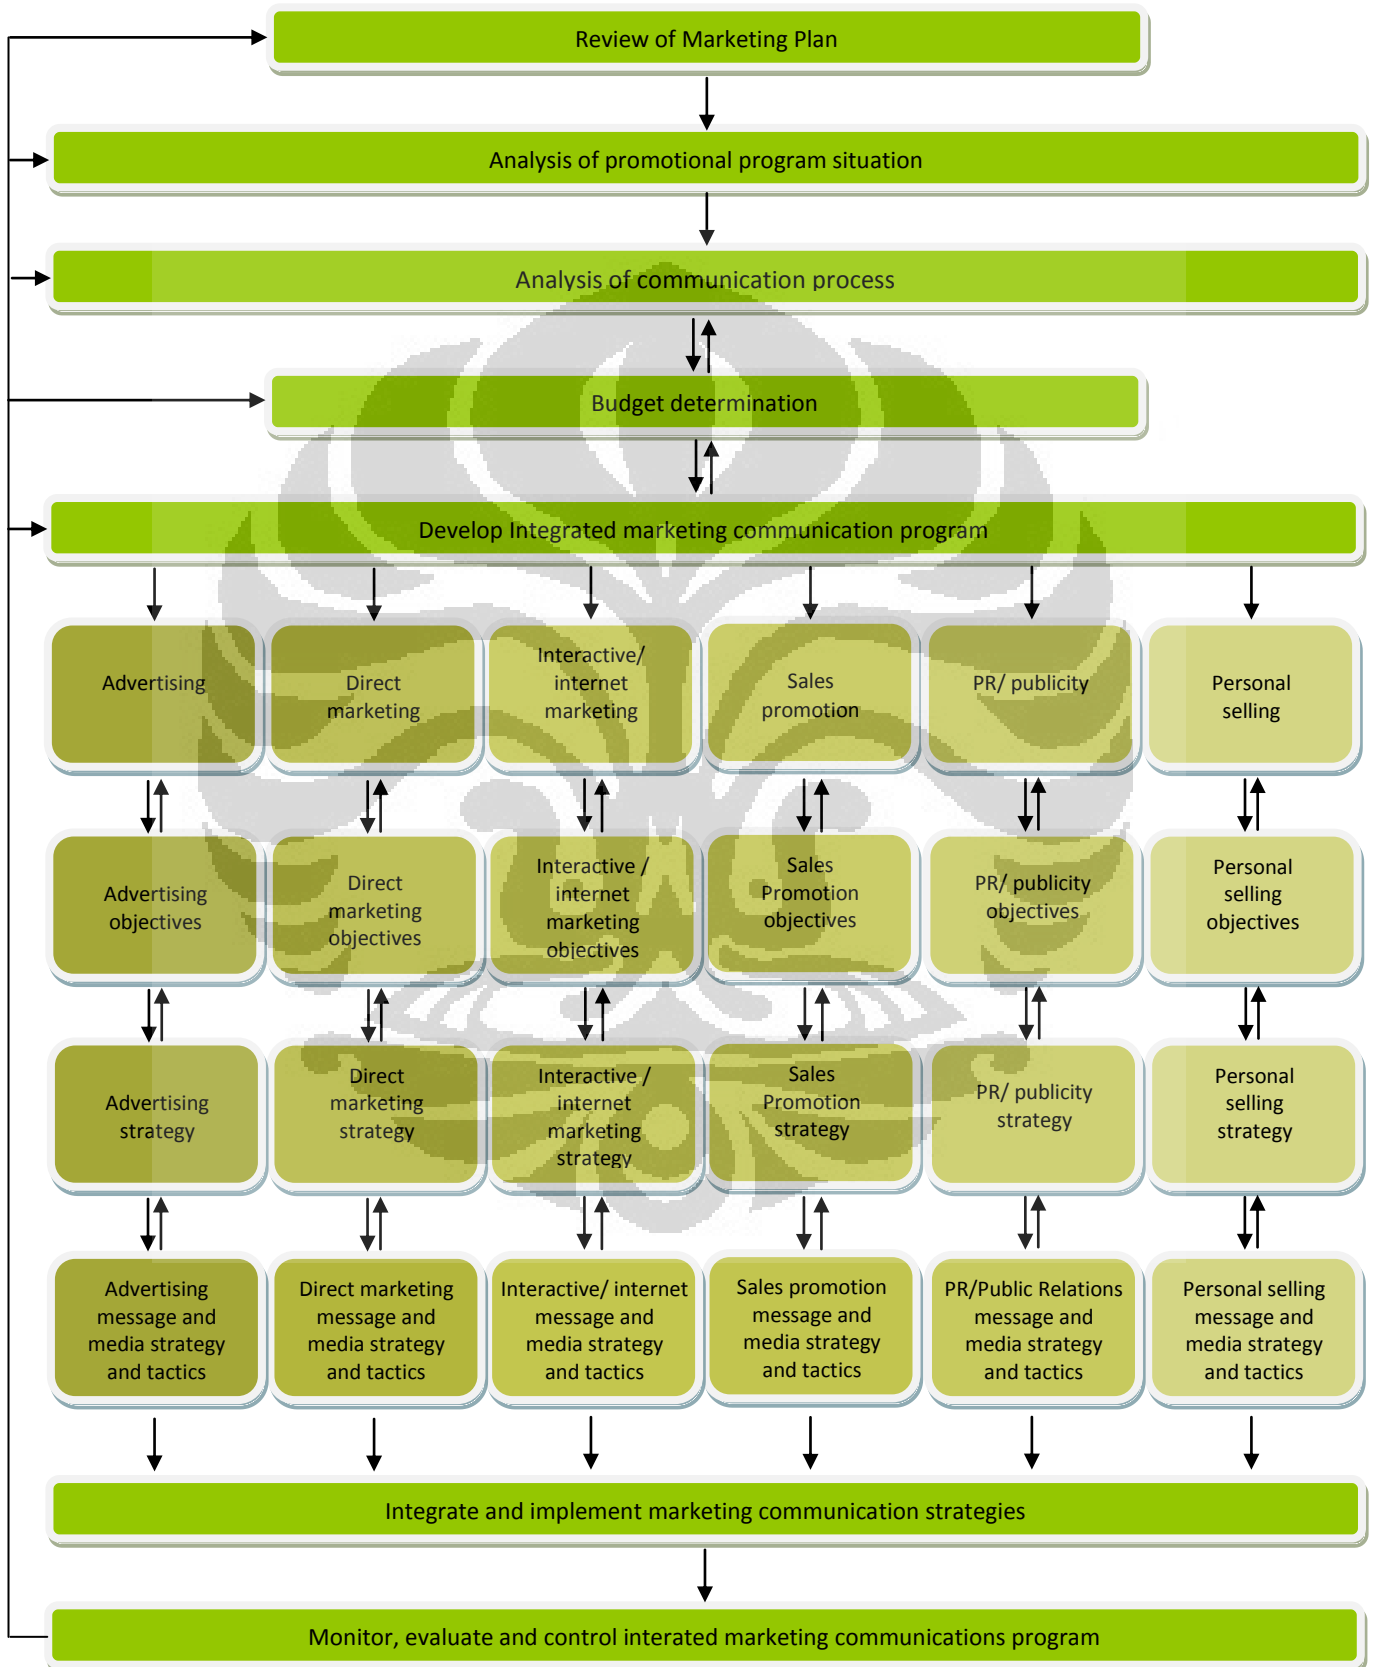 Review of Marketing Plan
Analysis of promotional program situation
Analysis of communication process
Budget determination
Develop Integrated marketing communication program
Advertising
Direct
marketing
Interactive/
internet
marketing
Sales
promotion
PR/ publicity
Personal
selling
Advertising
objectives
Direct
marketing
objectives
Interactive /
internet
marketing
objectives
Sales
Promotion
objectives
PR/ publicity
objectives
Personal
selling
objectives
Advertising
strategy
Direct
marketing
strategy
Interactive /
internet
marketing
strategy
Sales
Promotion
strategy
PR/ publicity
strategy
Personal
selling
strategy
Advertising
message and
media strategy
and tactics
Direct marketing
message and
media strategy
and tactics
Interactive/ internet
message and
media strategy
and tactics
Sales promotion
message and
media strategy
and tactics
PR/Public Relations
message and
media strategy
and tactics
Personal selling
message and
media strategy
and tactics
Integrate and implement marketing communication strategies
Monitor, evaluate and control interated marketing communications program